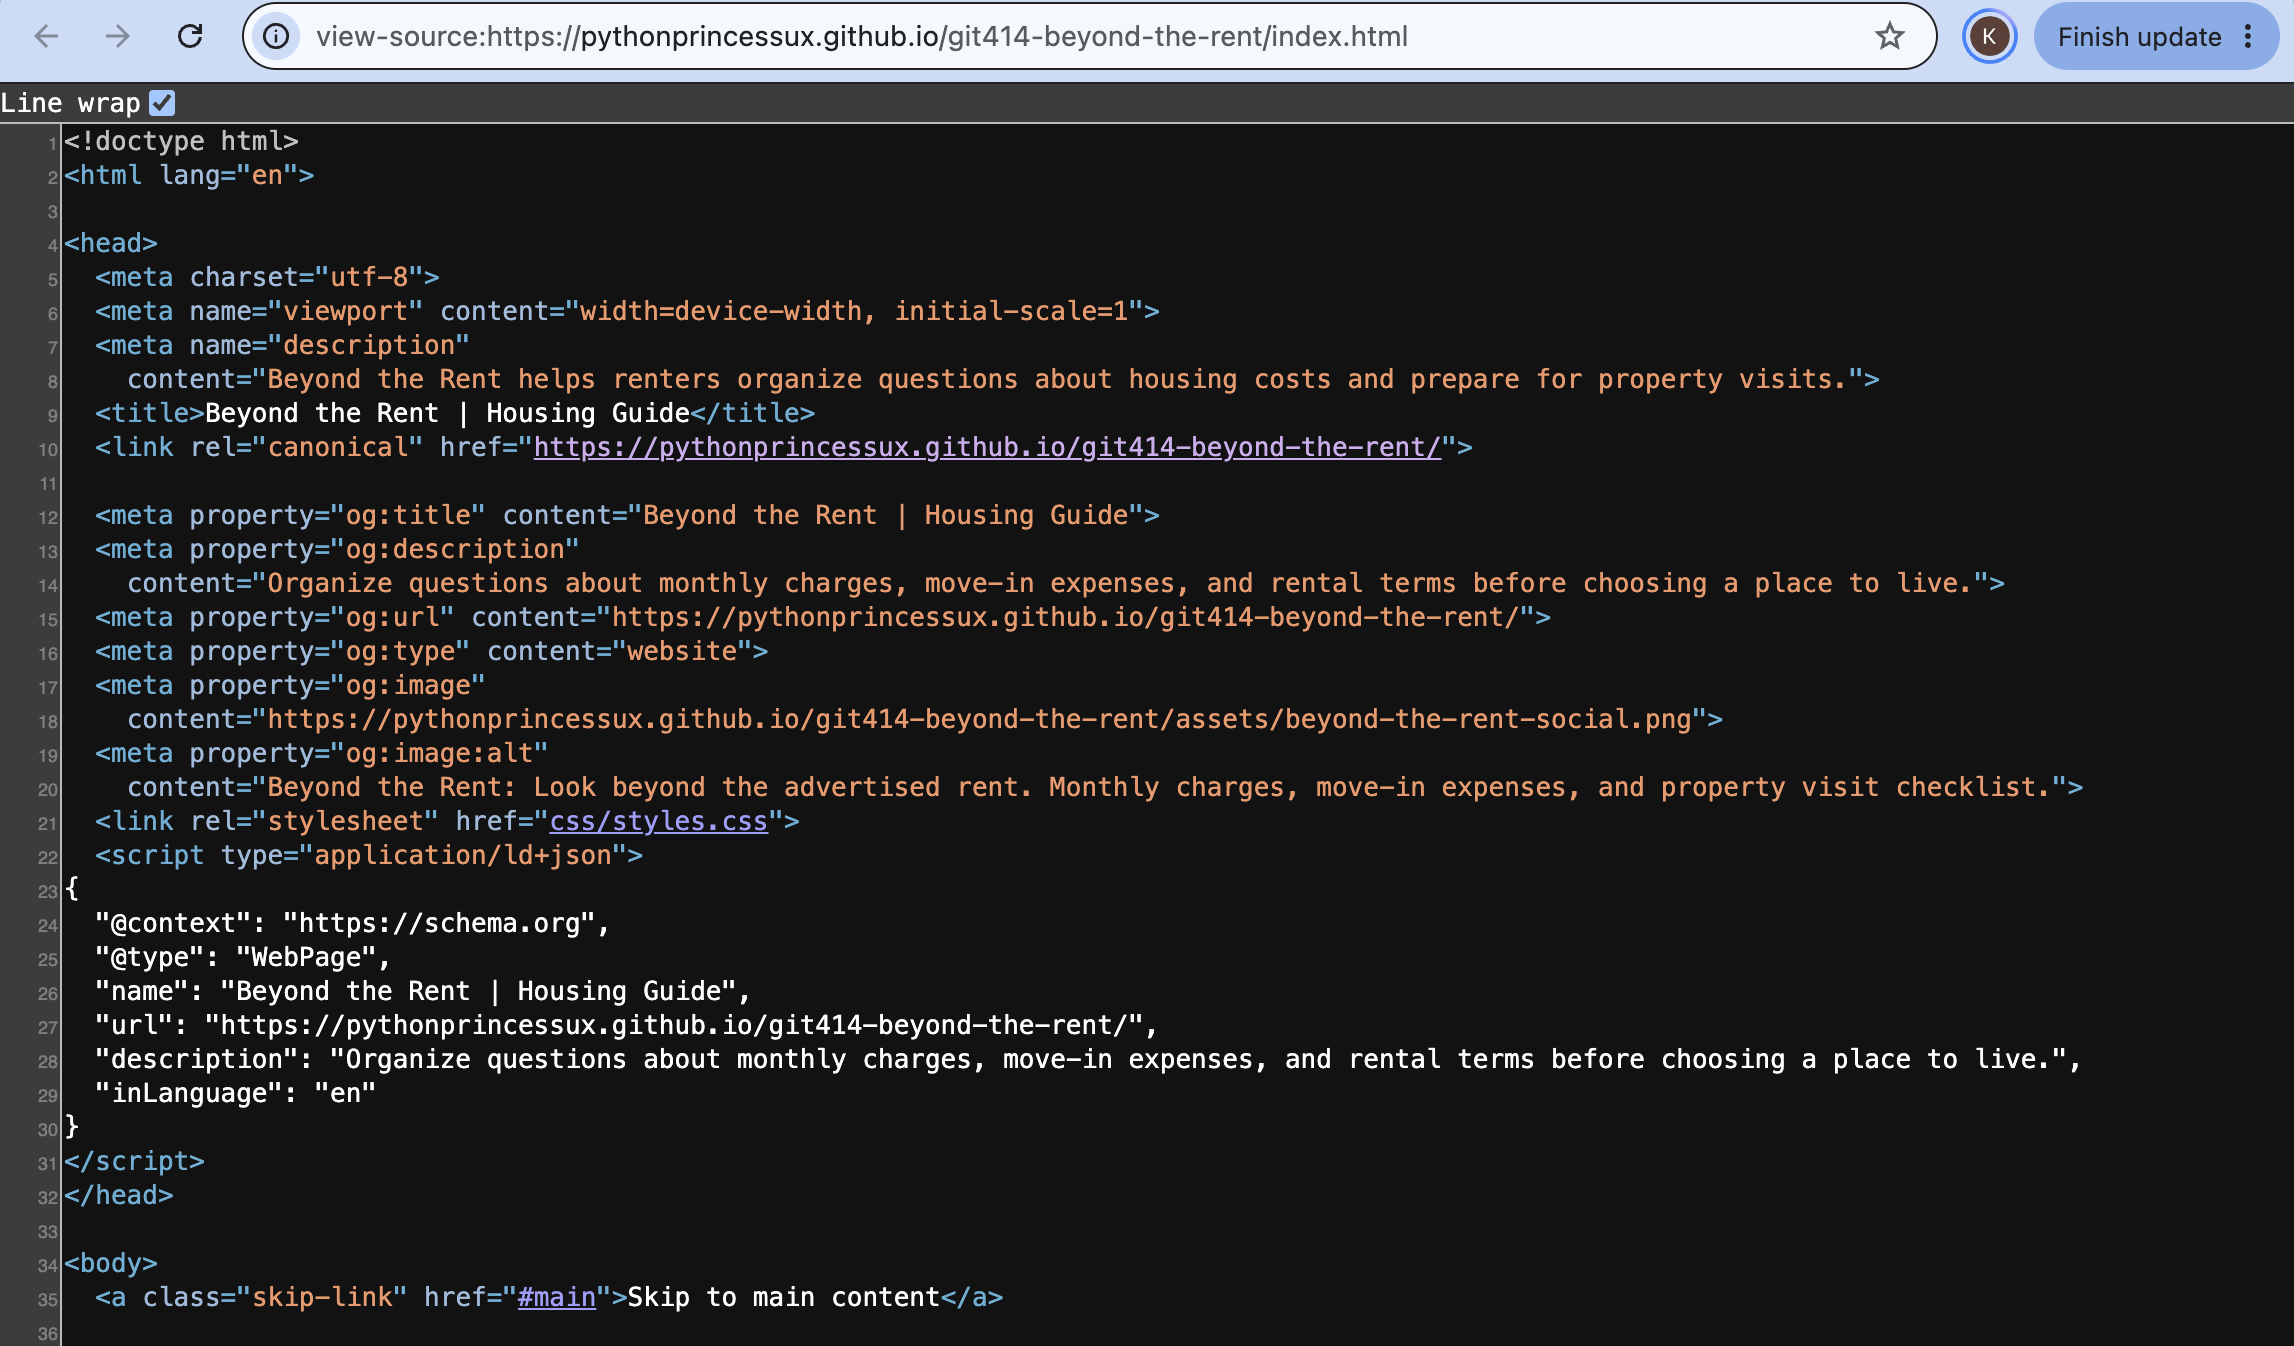 view-source:https://pythonprincessux.github.io/git414-beyond-the-rent/index.html
K
Finish update
Line wrap
1 <!doctype html>
2 <html lang="en">
3
4 <head>
5   <meta charset="utf-8">
6   <meta name="viewport" content="width=device-width, initial-scale=1">
7   <meta name="description"
8     content="Beyond the Rent helps renters organize questions about housing costs and prepare for property visits.">
9   <title>Beyond the Rent | Housing Guide</title>
10   <link rel="canonical" href="https://pythonprincessux.github.io/git414-beyond-the-rent/">
11
12   <meta property="og:title" content="Beyond the Rent | Housing Guide">
13   <meta property="og:description"
14     content="Organize questions about monthly charges, move-in expenses, and rental terms before choosing a place to live.">
15   <meta property="og:url" content="https://pythonprincessux.github.io/git414-beyond-the-rent/">
16   <meta property="og:type" content="website">
17   <meta property="og:image"
18     content="https://pythonprincessux.github.io/git414-beyond-the-rent/assets/beyond-the-rent-social.png">
19   <meta property="og:image:alt"
20     content="Beyond the Rent: Look beyond the advertised rent. Monthly charges, move-in expenses, and property visit checklist.">
21   <link rel="stylesheet" href="css/styles.css">
22   <script type="application/ld+json">
23 {
24   "@context": "https://schema.org",
25   "@type": "WebPage",
26   "name": "Beyond the Rent | Housing Guide",
27   "url": "https://pythonprincessux.github.io/git414-beyond-the-rent/",
28   "description": "Organize questions about monthly charges, move-in expenses, and rental terms before choosing a place to live.",
29   "inLanguage": "en"
30 }
31 </script>
32 </head>
33
34 <body>
35   <a class="skip-link" href="#main">Skip to main content</a>
36